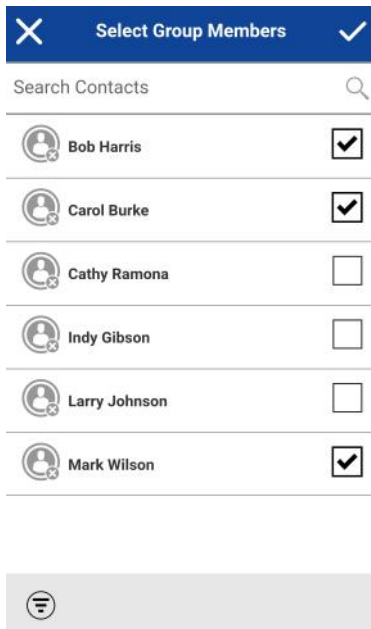 Select Group Members
Search Contacts
Bob Harris
Carol Burke
Cathy Ramona
Indy Gibson
Larry Johnson
Mark Wilson